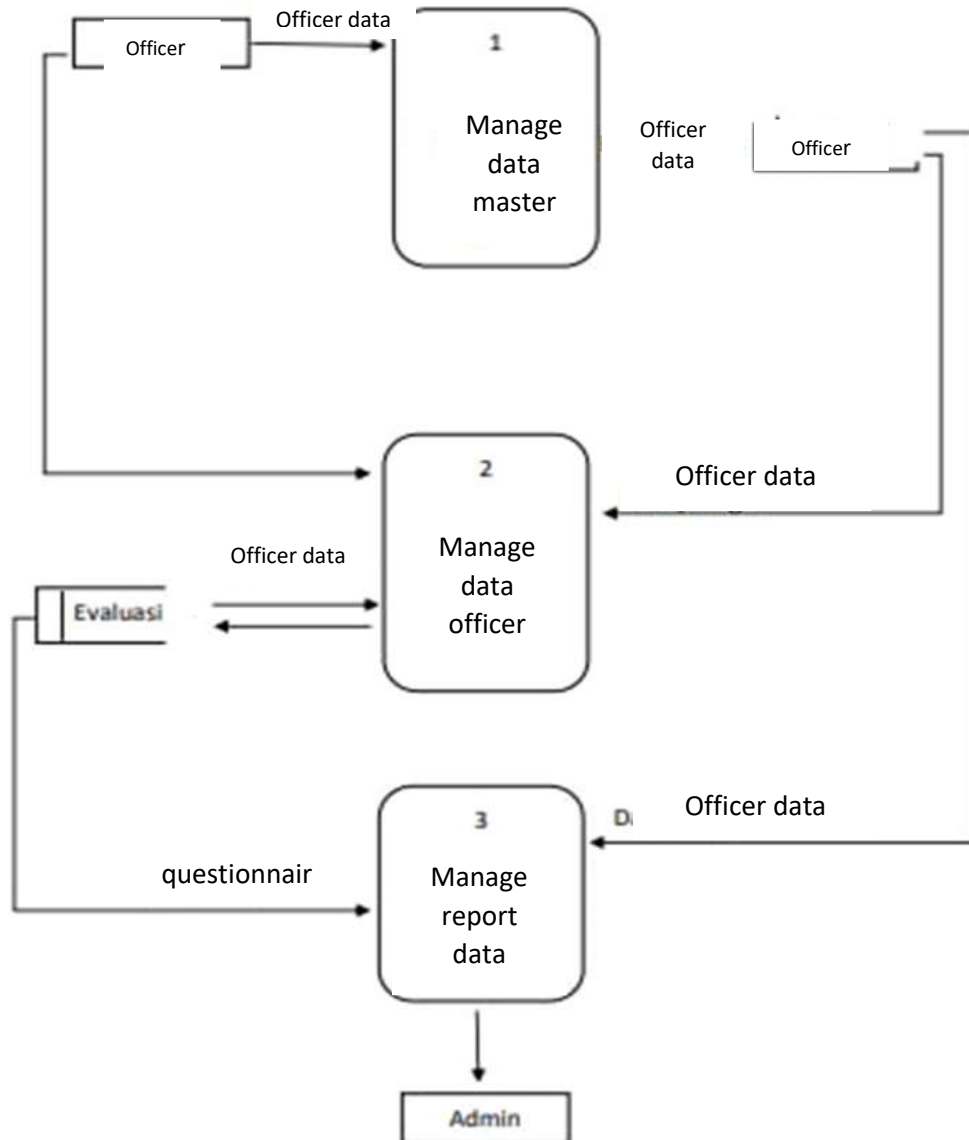 Officer data
Officer
1
Manage
data
master
Officer
data
Officer
2
Manage
data
officer
Officer data
Officer data
Evaluasi
3
Manage
report
data
Da
Officer data
questionnair
Admin